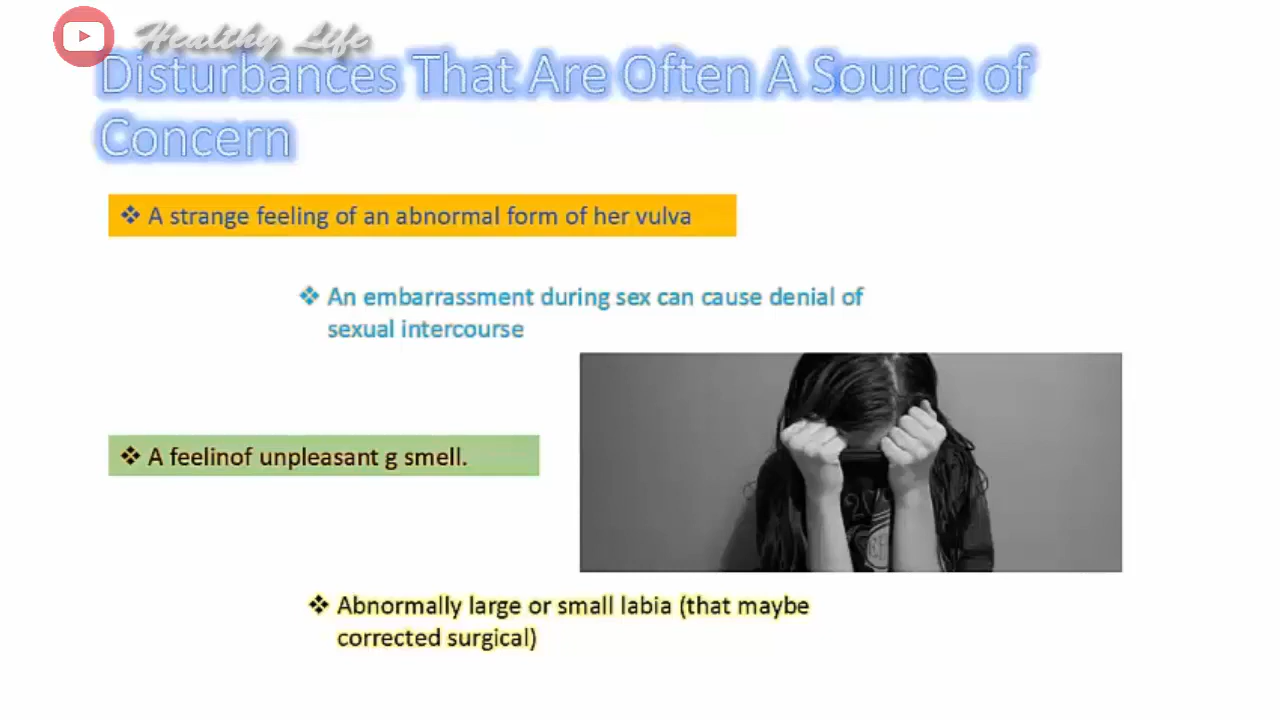 Healthy Life
Disturbances That Are Often A Source of
Concern
❖ A strange feeling of an abnormal form of her vulva
❖ An embarrassment during sex can cause denial of
sexual intercourse
❖ A feelinof unpleasant g smell.
❖ Abnormally large or small labia (that maybe
corrected surgical)